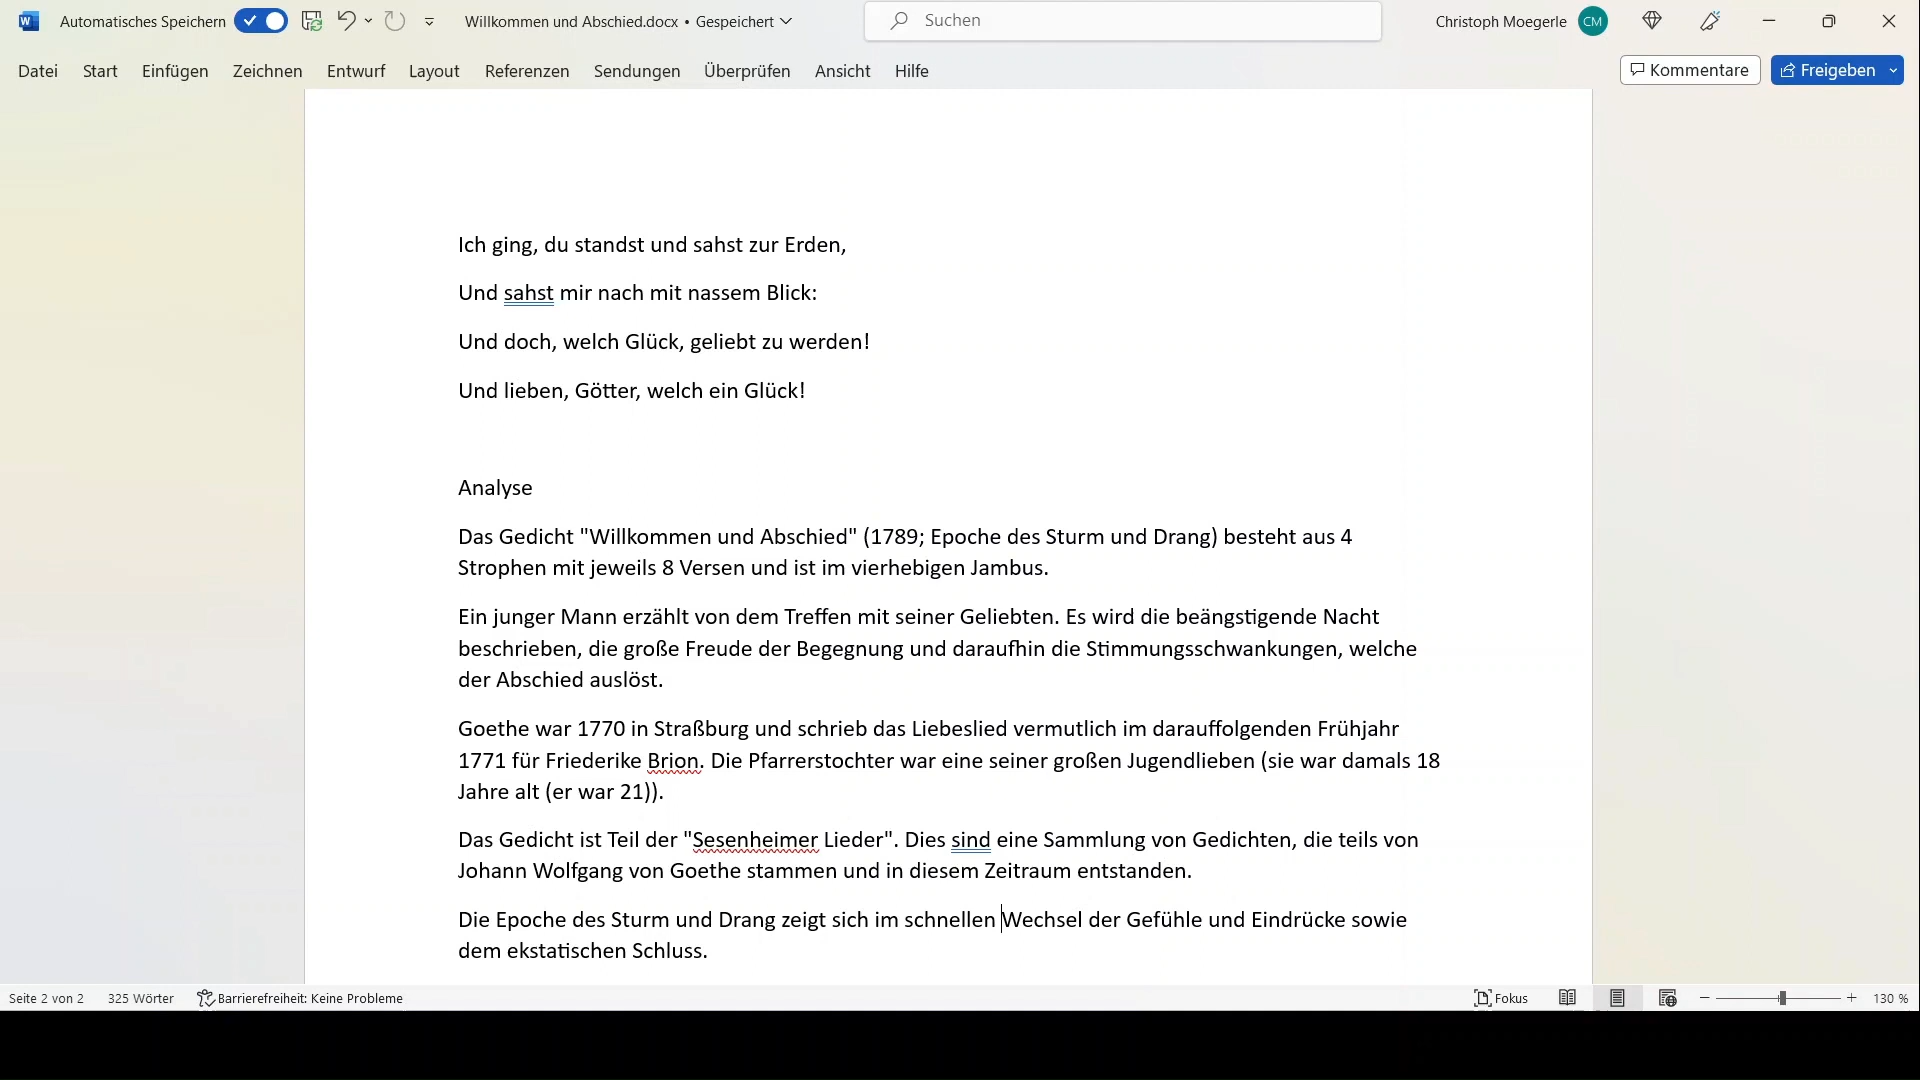 Automatisches Speichern Willkommen und Abschied.docx • Gespeichert Suchen Christoph Moegerle CM
Datei Start Einfügen Zeichnen Entwurf Layout Referenzen Sendungen Überprüfen Ansicht Hilfe Kommentare Freigeben
Ich ging, du standst und sahst zur Erden,
Und sahst mir nach mit nassem Blick:
Und doch, welch Glück, geliebt zu werden!
Und lieben, Götter, welch ein Glück!
Analyse
Das Gedicht "Willkommen und Abschied" (1789; Epoche des Sturm und Drang) besteht aus 4
Strophen mit jeweils 8 Versen und ist im vierhebigen Jambus.
Ein junger Mann erzählt von dem Treffen mit seiner Geliebten. Es wird die beängstigende Nacht
beschrieben, die große Freude der Begegnung und daraufhin die Stimmungsschwankungen, welche
der Abschied auslöst.
Goethe war 1770 in Straßburg und schrieb das Liebeslied vermutlich im darauffolgenden Frühjahr
1771 für Friederike Brion. Die Pfarrerstochter war eine seiner großen Jugendlieben (sie war damals 18
Jahre alt (er war 21)).
Das Gedicht ist Teil der "Sesenheimer Lieder". Dies sind eine Sammlung von Gedichten, die teils von
Johann Wolfgang von Goethe stammen und in diesem Zeitraum entstanden.
Die Epoche des Sturm und Drang zeigt sich im schnellen Wechsel der Gefühle und Eindrücke sowie
dem ekstatischen Schluss.
Seite 2 von 2 325 Wörter Barrierefreiheit: Keine Probleme Fokus 130 %